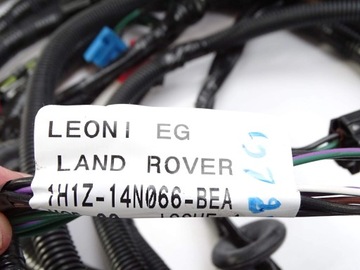 LEONI EG
LAND ROVER
1H1Z-14N066-BEA